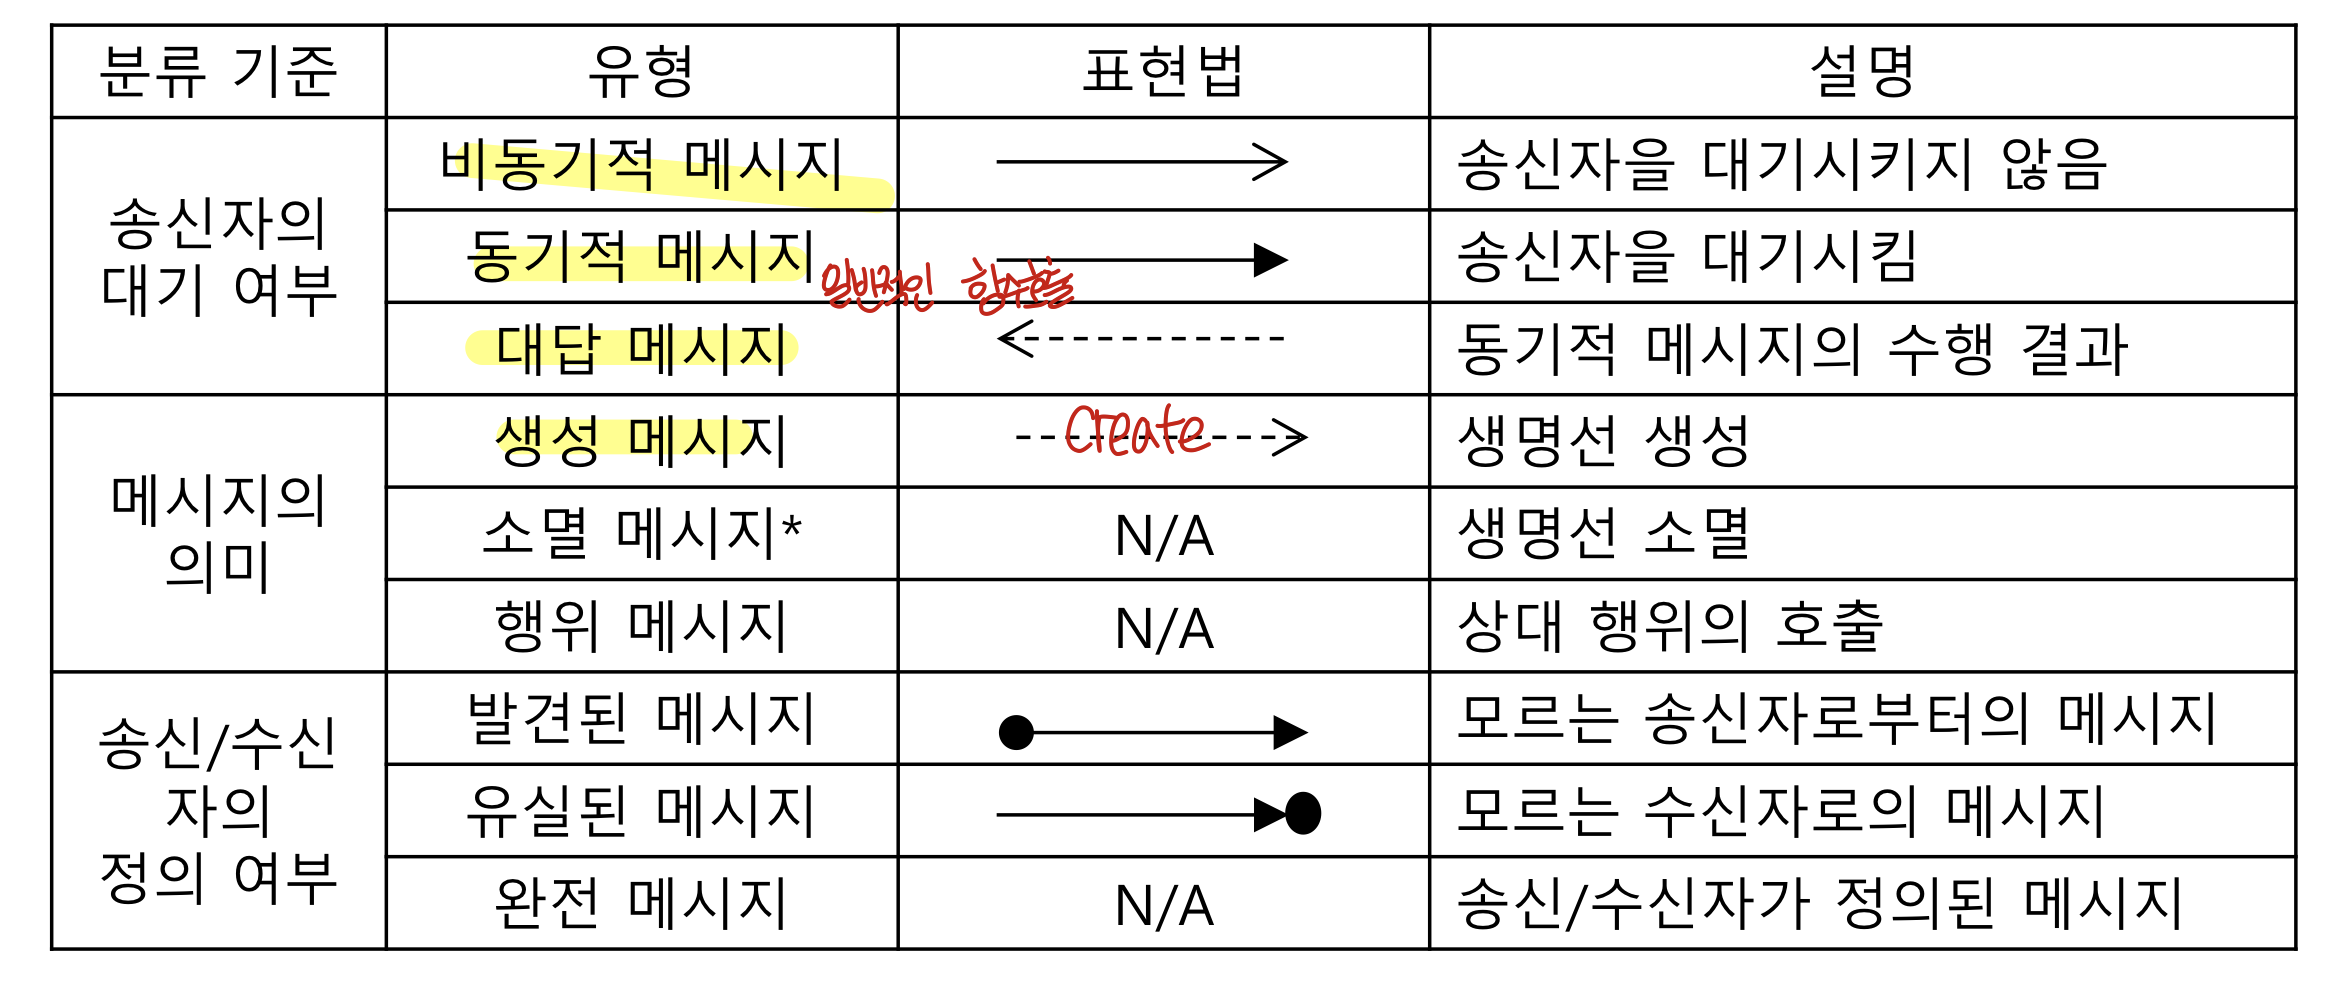 분류 기준 유형 표현법 설명
송신자의
대기 여부
비동기적 메시지 송신자을 대기시키지 않음
동기적 메시지 송신자을 대기시킴
일반적인 함수호출
대답 메시지 동기적 메시지의 수행 결과
메시지의
의미
생성 메시지 create 생명선 생성
소멸 메시지* N/A 생명선 소멸
행위 메시지 N/A 상대 행위의 호출
송신/수신
자의
정의 여부
발견된 메시지 모르는 송신자로부터의 메시지
유실된 메시지 모르는 수신자로의 메시지
완전 메시지 N/A 송신/수신자가 정의된 메시지